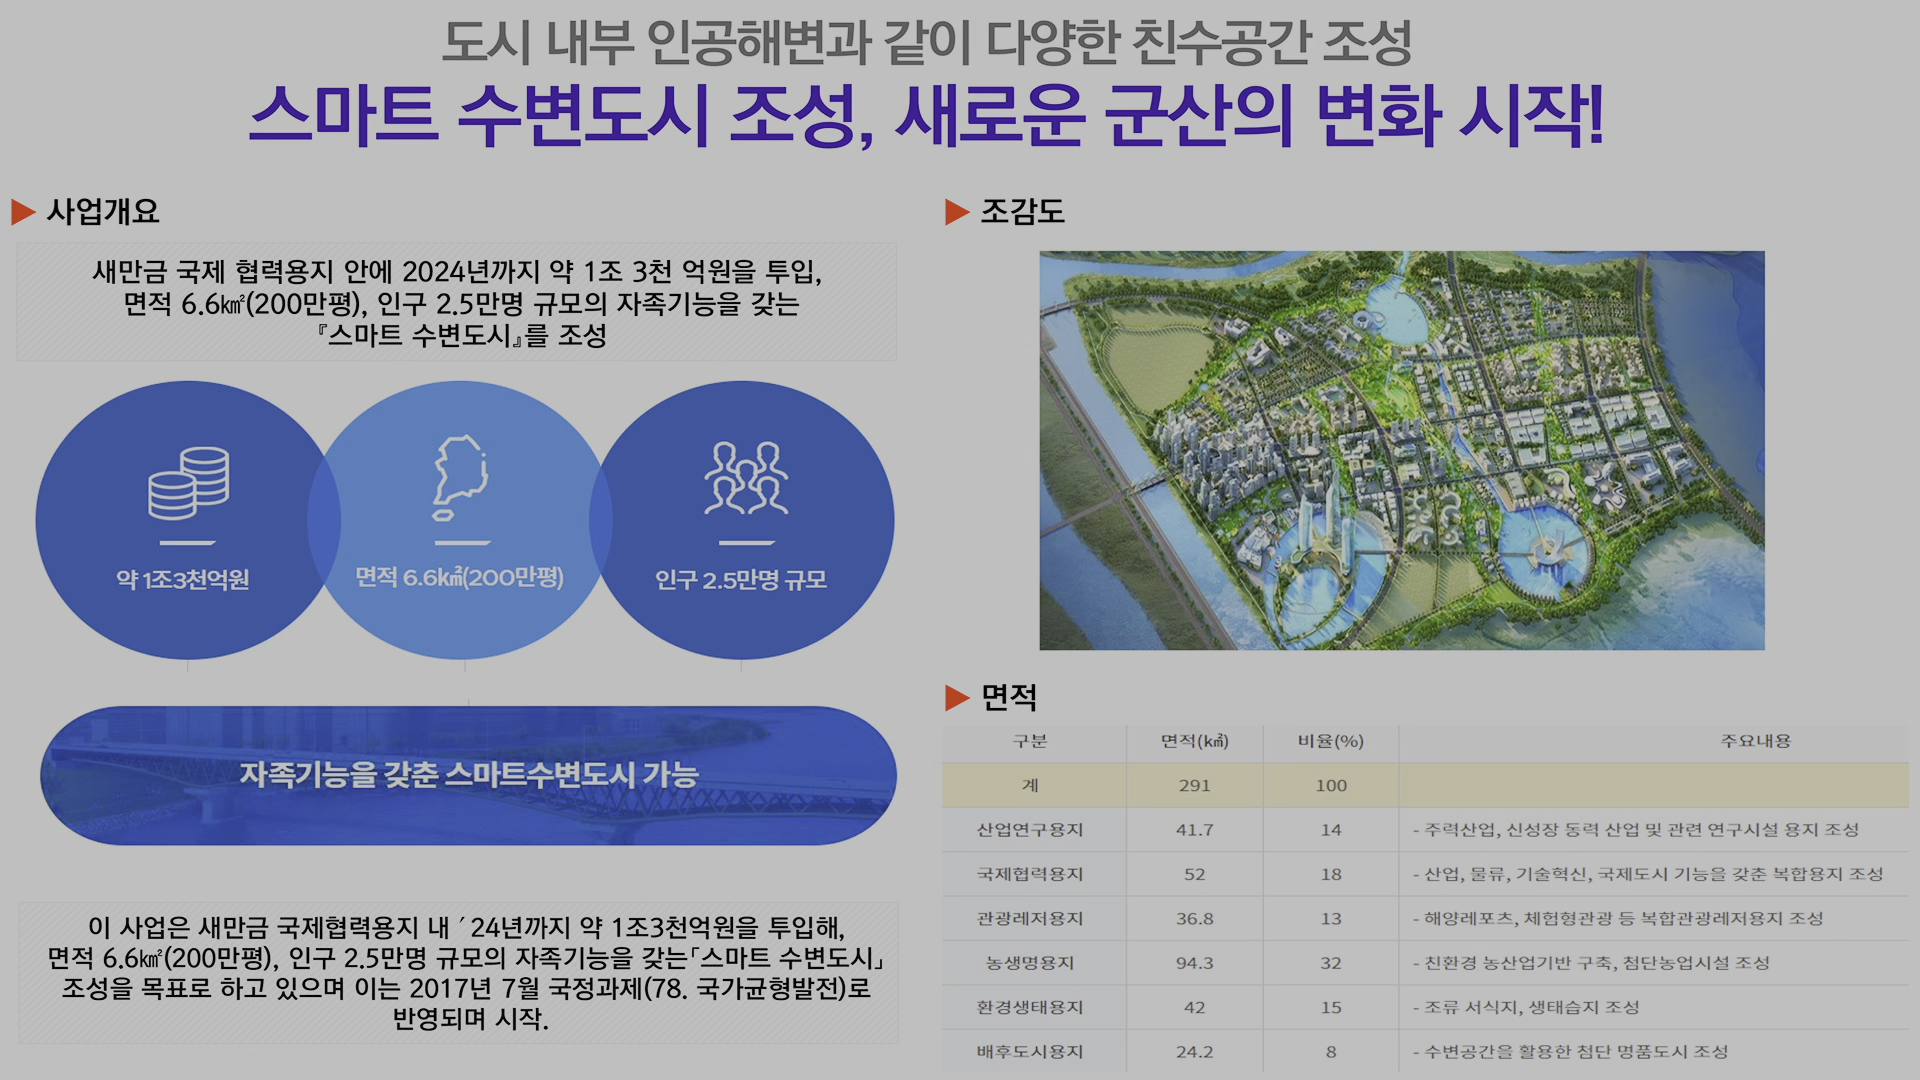 도시 내부 인공해변과 같이 다양한 친수공간 조성
스마트 수변도시 조성, 새로운 군산의 변화 시작!
사업개요
새만금 국제 협력용지 안에 2024년까지 약 1조 3천 억원을 투입,
면적 6.6㎢(200만평), 인구 2.5만명 규모의 자족기능을 갖는
『스마트 수변도시』를 조성
약 1조3천억원
면적 6.6㎢(200만평)
인구 2.5만명 규모
자족기능을 갖춘 스마트수변도시 가능
이 사업은 새만금 국제협력용지 내 ′24년까지 약 1조3천억원을 투입해,
면적 6.6㎢(200만평), 인구 2.5만명 규모의 자족기능을 갖는「스마트 수변도시」
조성을 목표로 하고 있으며 이는 2017년 7월 국정과제(78. 국가균형발전)로
반영되며 시작.
조감도
면적
구분 면적(㎢) 비율(%) 주요내용
계 291 100
산업연구용지 41.7 14 - 주력산업, 신성장 동력 산업 및 관련 연구시설 용지 조성
국제협력용지 52 18 - 산업, 물류, 기술혁신, 국제도시 기능을 갖춘 복합용지 조성
관광레저용지 36.8 13 - 해양레포츠, 체험형관광 등 복합관광레저용지 조성
농생명용지 94.3 32 - 친환경 농산업기반 구축, 첨단농업시설 조성
환경생태용지 42 15 - 조류 서식지, 생태습지 조성
배후도시용지 24.2 8 - 수변공간을 활용한 첨단 명품도시 조성